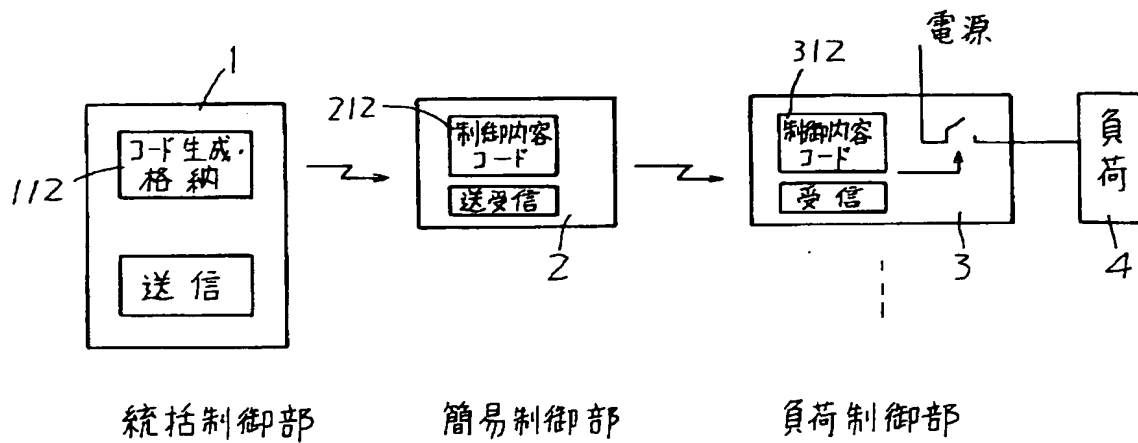 電源
1
コード生成・
格納
112
送信
212
制御内容
コード
送受信
2
312
制御内容
コード
受信
3
負荷
4
統括制御部
簡易制御部
負荷制御部